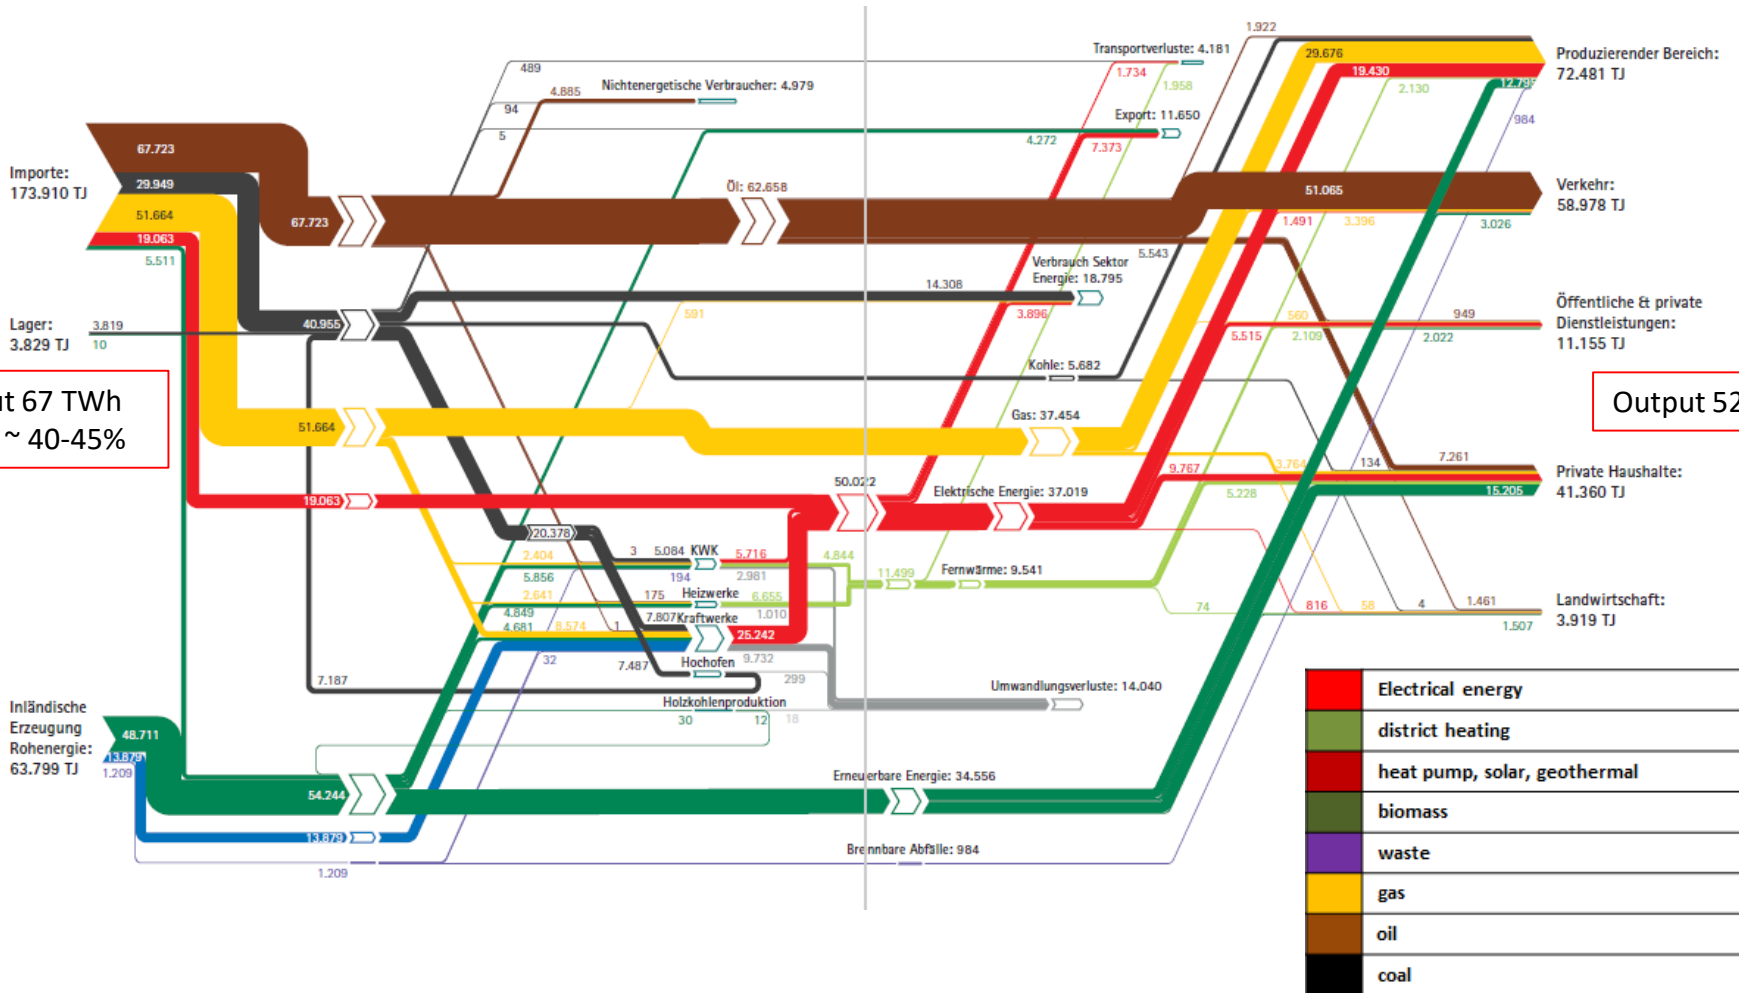 1.922
Transportverluste: 4.181
489
1.734
1.958
29.676
19.430
2.130
12.795
984
Produzierender Bereich:
72.481 TJ
Nichtenergetische Verbraucher: 4.979
4.885
94
5
Export: 11.650
4.272
7.373
67.723
Importe:
173.910 TJ
29.949
51.664
19.063
5.511
67.723
Öl: 62.658
51.065
Verkehr:
58.978 TJ
1.491
3.396
3.026
5.543
Verbrauch Sektor
Energie: 18.795
14.308
591
3.896
Lager:
3.829 TJ
3.819
10
40.955
560
949
5.515
2.109
2.022
Öffentliche & private
Dienstleistungen:
11.155 TJ
Kohle: 5.682
ut 67 TWh
~ 40-45%
Output 52
51.664
Gas: 37.454
3.764
134
7.261
9.767
5.228
15.205
Private Haushalte:
41.360 TJ
19.063
50.022
Elektrische Energie: 37.019
20.378
2.404
3
5.084
KWK
5.716
4.844
5.856
194
2.981
11.499
Fernwärme: 9.541
2.641
175
Heizwerke
6.655
4.849
1.010
4.681
8.574
1
7.807
Kraftwerke
25.242
32
7.487
9.732
Hochofen
299
7.187
Holzkohlenproduktion
30
12
18
Umwandlungsverluste: 14.040
74
816
58
4
1.461
1.507
Landwirtschaft:
3.919 TJ
Inländische
Erzeugung
Rohenergie:
63.799 TJ
48.711
13.879
1.209
54.244
Erneuerbare Energie: 34.556
13.879
1.209
Brennbare Abfälle: 984
Electrical energy
district heating
heat pump, solar, geothermal
biomass
waste
gas
oil
coal